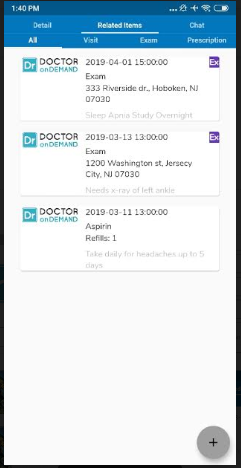 1:40 PM
Detail Related Items Chat
All Visit Exam Prescription
Dr DOCTOR onDEMAND
2019-04-01 15:00:00 Ex
Exam
333 Riverside dr., Hoboken, NJ
07030
Sleep Apnea Study Overnight
Dr DOCTOR onDEMAND
2019-03-13 13:00:00 Ex
Exam
1200 Washington st, Jersecy
City, NJ 07030
Needs x-ray of left ankle
Dr DOCTOR onDEMAND
2019-03-11 13:00:00
Aspirin
Refills: 1
Take daily for headaches up to 5
days
+